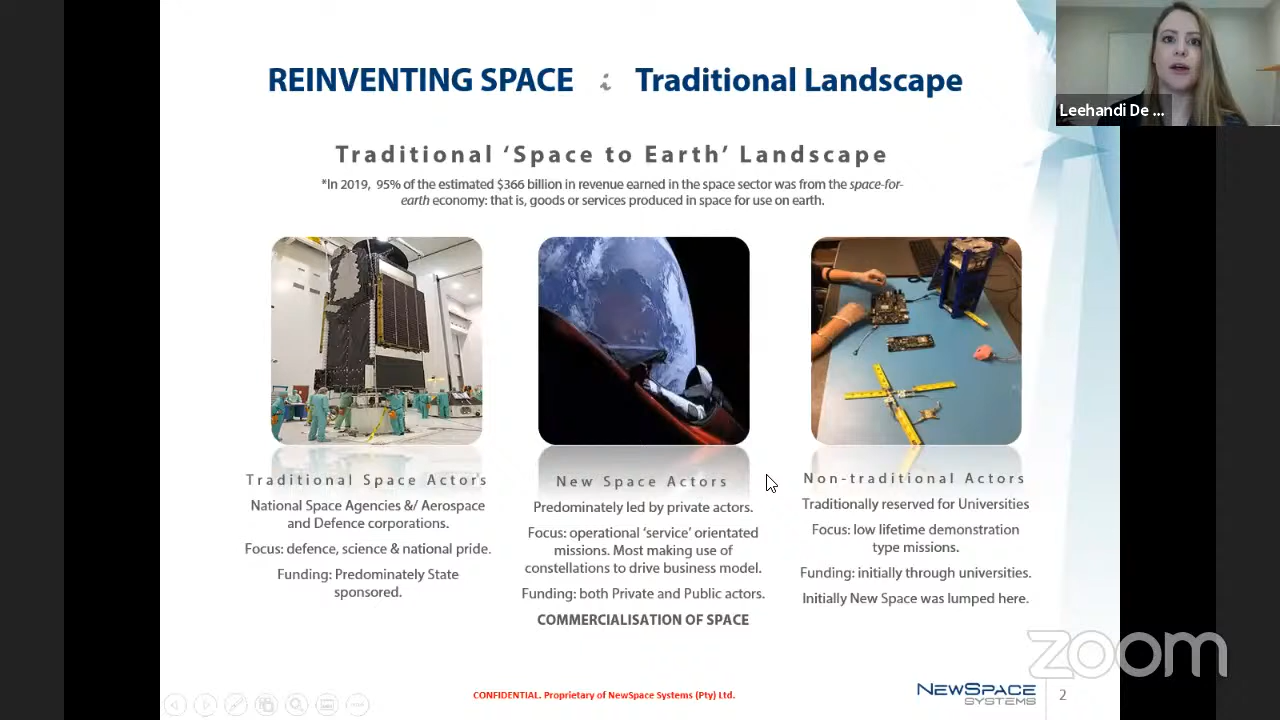 REINVENTING SPACE i Traditional Landscape
Leehandi De ...
Traditional 'Space to Earth' Landscape
*In 2019, 95% of the estimated $366 billion in revenue earned in the space sector was from the space-for-
earth economy: that is, goods or services produced in space for use on earth.
Traditional Space Actors
National Space Agencies &/ Aerospace
and Defence corporations.
Focus: defence, science & national pride.
Funding: Predominately State
sponsored.
New Space Actors
Predominately led by private actors.
Focus: operational 'service' orientated
missions. Most making use of
constellations to drive business model.
Funding: both Private and Public actors.
COMMERCIALISATION OF SPACE
Non-traditional Actors
Traditionally reserved for Universities
Focus: low lifetime demonstration
type missions.
Funding: initially through universities.
Initially New Space was lumped here.
zoom
CONFIDENTIAL. Proprietary of NewSpace Systems (Pty) Ltd.
NEWSPACE
SYSTEMS
2